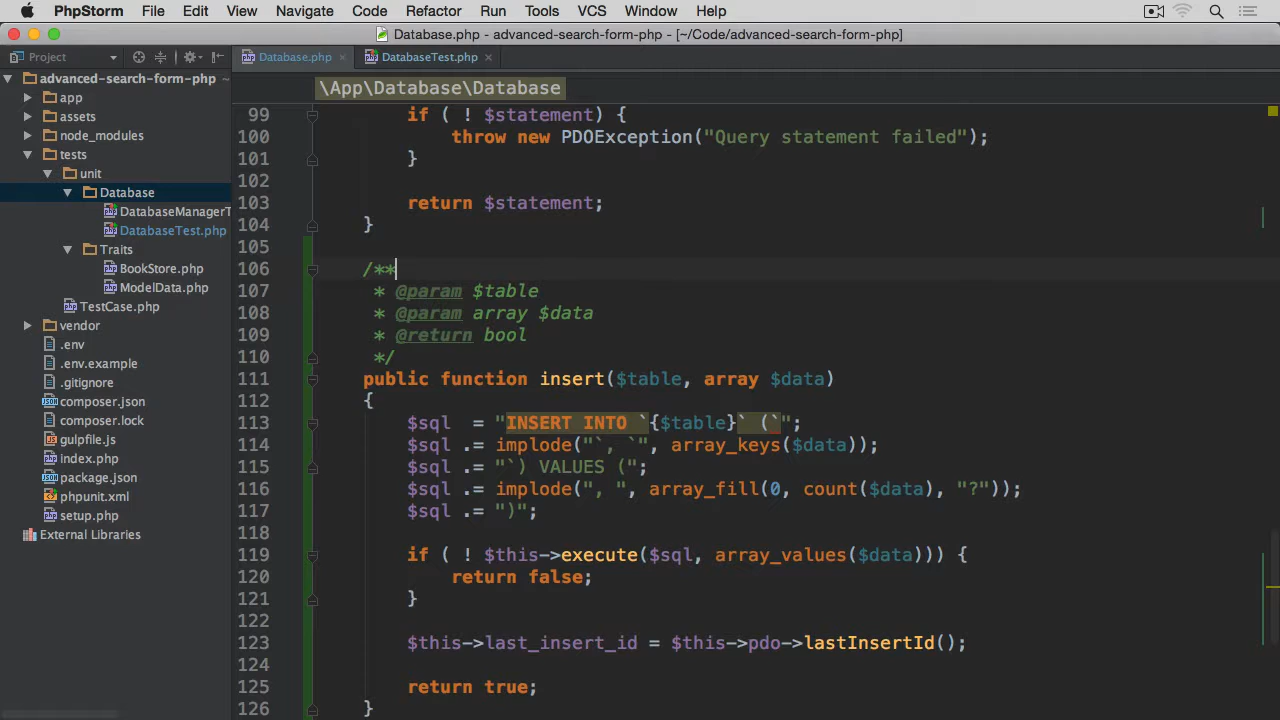 PhpStorm File Edit View Navigate Code Refactor Run Tools VCS Window Help
Database.php - advanced-search-form-php - [~/Code/advanced-search-form-php]
Project
Database.php
DatabaseTest.php
advanced-search-form-php
app
assets
node_modules
tests
unit
Database
DatabaseManagerT
DatabaseTest.php
Traits
BookStore.php
ModelData.php
TestCase.php
vendor
.env
.env.example
.gitignore
composer.json
composer.lock
gulpfile.js
index.php
package.json
phpunit.xml
setup.php
External Libraries
\App\Database\Database
99 if ( ! $statement) {
100 throw new PDOException("Query statement failed");
101 }
102
103 return $statement;
104 }
105
106 /**
107 * @param $table
108 * @param array $data
109 * @return bool
110 */
111 public function insert($table, array $data)
112 {
113 $sql = "INSERT INTO `{$table}` (`";
114 $sql .= implode("`, `", array_keys($data));
115 $sql .= "`) VALUES (";
116 $sql .= implode(", ", array_fill(0, count($data), "?"));
117 $sql .= ")";
118
119 if ( ! $this->execute($sql, array_values($data))) {
120 return false;
121 }
122
123 $this->last_insert_id = $this->pdo->lastInsertId();
124
125 return true;
126 }